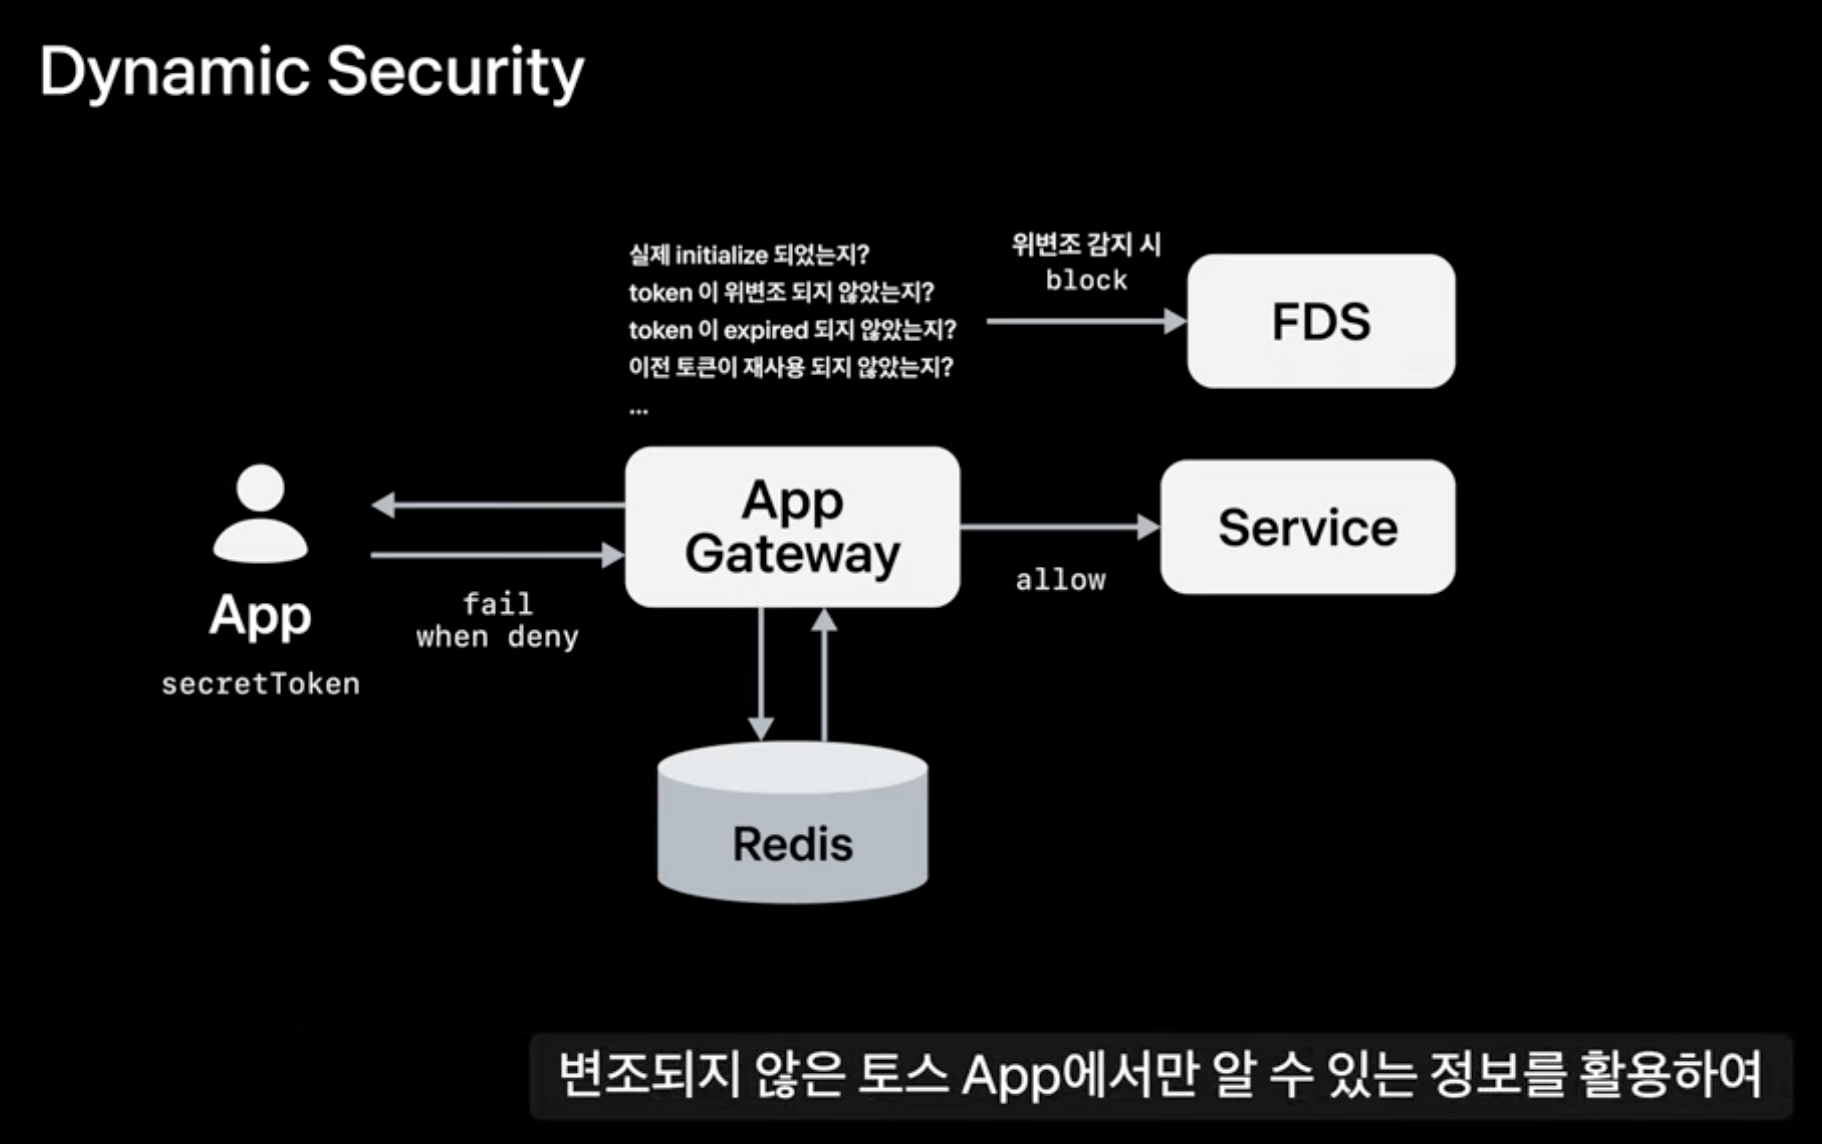 Dynamic Security
실제 initialize 되었는지?
token 이 위변조 되지 않았는지?
token 이 expired 되지 않았는지?
이전 토큰이 재사용 되지 않았는지?
...
위변조 감지 시
block
FDS
App
Gateway
allow
Service
App
secretToken
fail
when deny
Redis
변조되지 않은 토스 App에서만 알 수 있는 정보를 활용하여